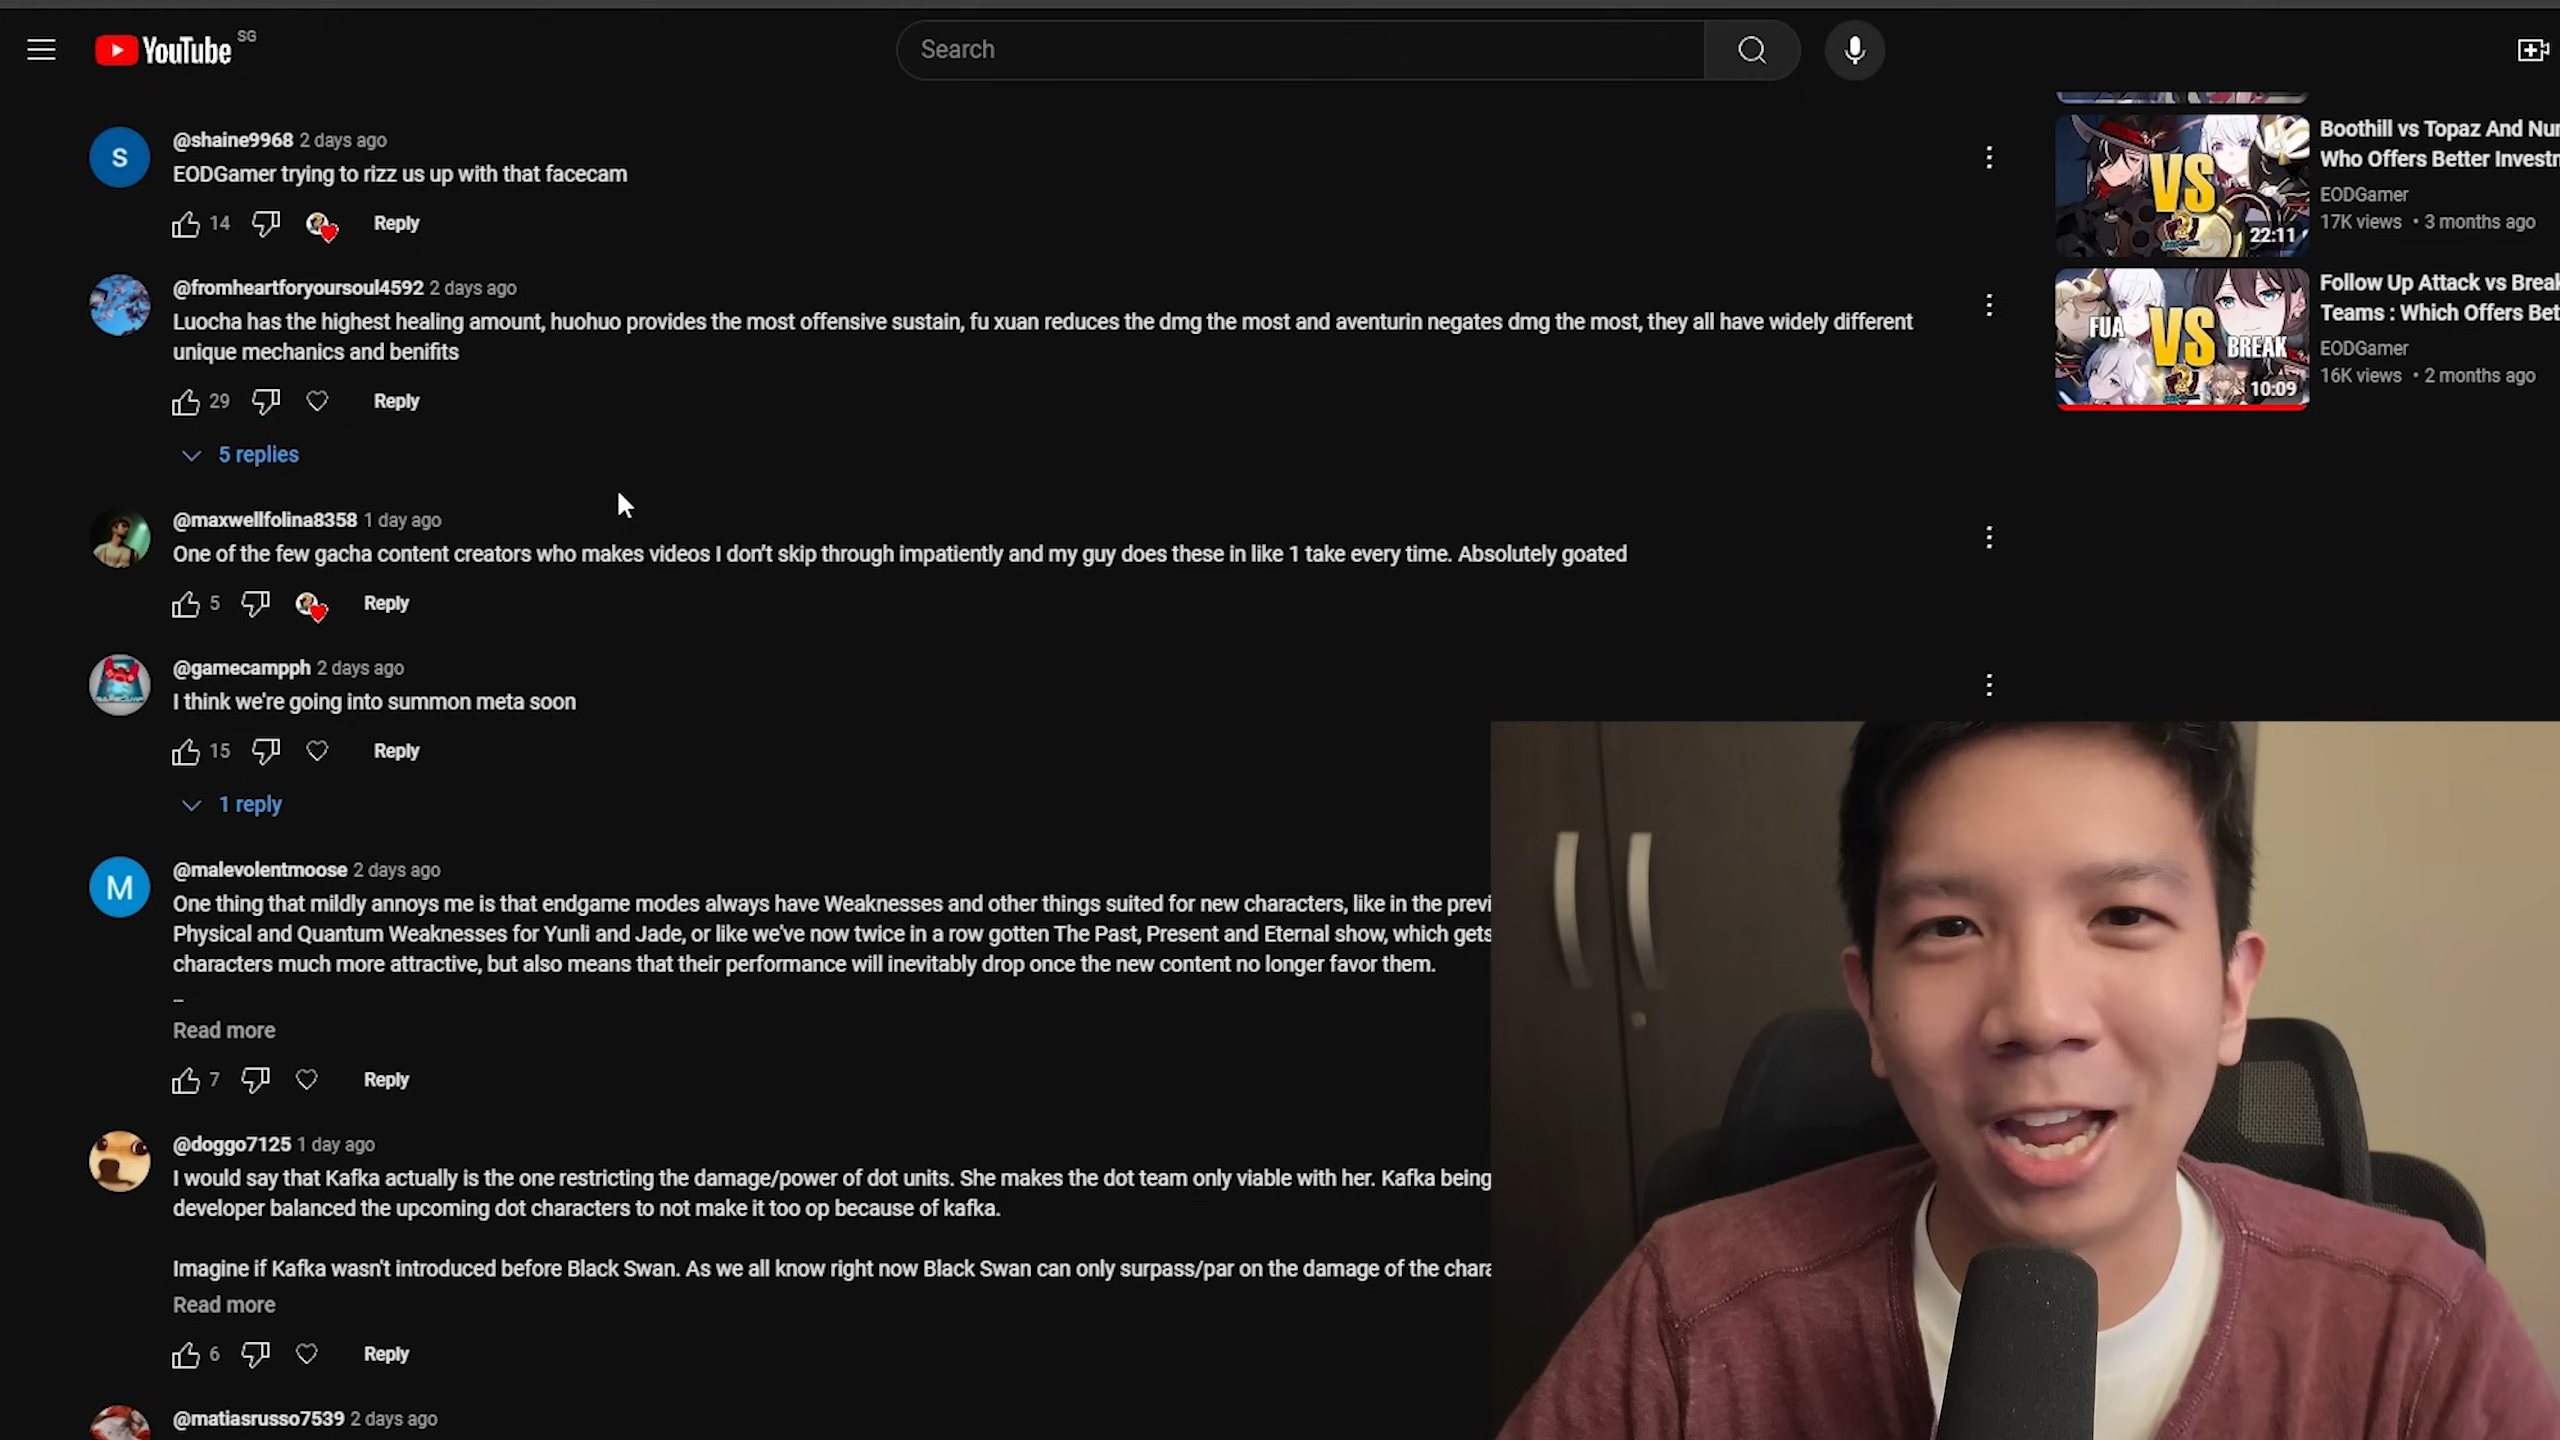 YouTube SG
Search
@shaine9968 2 days ago
EODGamer trying to rizz us up with that facecam
14
Reply
@fromheartforyoursoul4592 2 days ago
Luocha has the highest healing amount, huohuo provides the most offensive sustain, fu xuan reduces the dmg the most and aventurin negates dmg the most, they all have widely different
unique mechanics and benifits
29
Reply
5 replies
@maxwellfolina8358 1 day ago
One of the few gacha content creators who makes videos I don't skip through impatiently and my guy does these in like 1 take every time. Absolutely goated
5
Reply
@gamecampph 2 days ago
I think we're going into summon meta soon
15
Reply
1 reply
M
@malevolentmoose 2 days ago
One thing that mildly annoys me is that endgame modes always have Weaknesses and other things suited for new characters, like in the previ
Physical and Quantum Weaknesses for Yunli and Jade, or like we've now twice in a row gotten The Past, Present and Eternal show, which gets
characters much more attractive, but also means that their performance will inevitably drop once the new content no longer favor them.
_
Read more
7
Reply
@doggo7125 1 day ago
I would say that Kafka actually is the one restricting the damage/power of dot units. She makes the dot team only viable with her. Kafka being
developer balanced the upcoming dot characters to not make it too op because of kafka.
Imagine if Kafka wasn't introduced before Black Swan. As we all know right now Black Swan can only surpass/par on the damage of the chara
Read more
6
Reply
@matiasrusso7539 2 days ago
S
VS
22:11
Boothill vs Topaz And Nu
Who Offers Better Investm
EODGamer
17K views • 3 months ago
FUA VS BREAK
10:09
Follow Up Attack vs Break
Teams : Which Offers Bet
EODGamer
16K views • 2 months ago